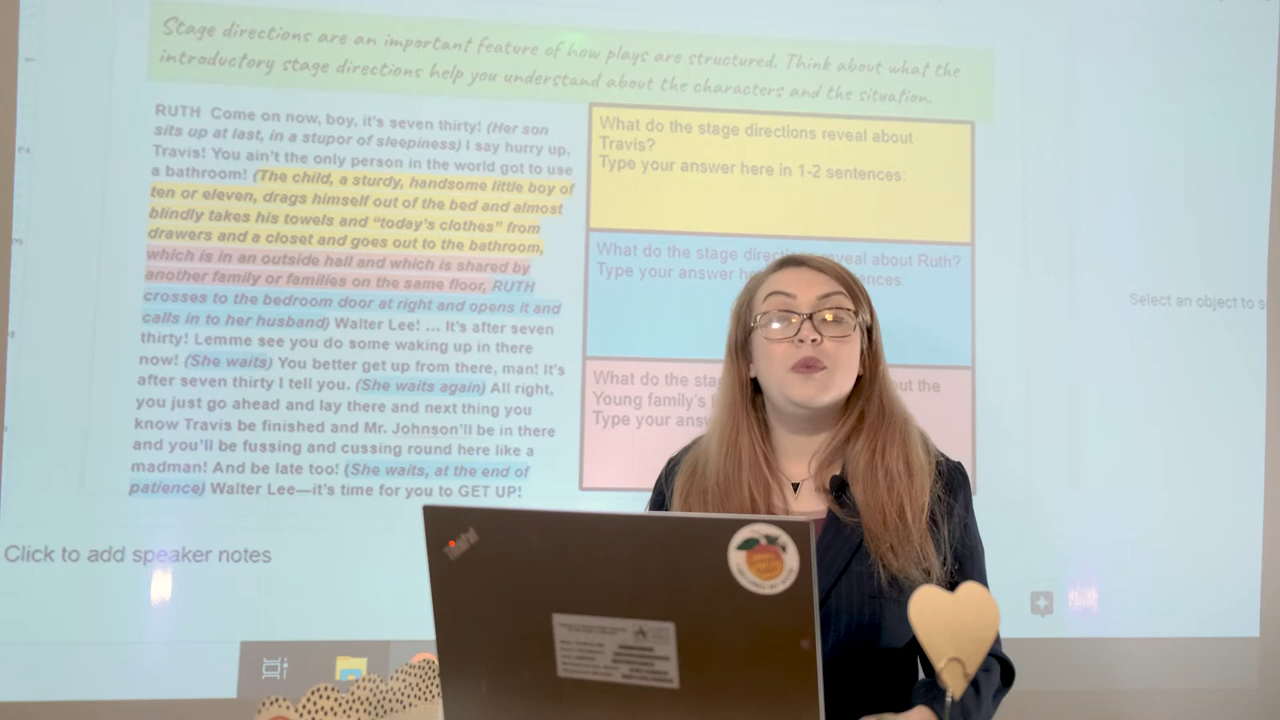 Stage directions are an important feature of how plays are structured. Think about what the
introductory stage directions help you understand about the characters and the situation.
RUTH Come on now, boy, it's seven thirty! (Her son
sits up at last, in a stupor of sleepiness) I say hurry up,
Travis! You ain't the only person in the world got to use
a bathroom! (The child, a sturdy, handsome little boy of
ten or eleven, drags himself out of the bed and almost
blindly takes his towels and “today's clothes” from
drawers and a closet and goes out to the bathroom,
which is in an outside hall and which is shared by
another family or families on the same floor, RUTH
crosses to the bedroom door at right and opens it and
calls in to her husband) Walter Lee! ... It's after seven
thirty! Lemme see you do some waking up in there
now! (She waits) You better get up from there, man! It's
after seven thirty I tell you. (She waits again) All right,
you just go ahead and lay there and next thing you
know Travis be finished and Mr. Johnson'll be in there
and you'll be fussing and cussing round here like a
madman! And be late too! (She waits, at the end of
patience) Walter Lee—it's time for you to GET UP!
What do the stage directions reveal about
Travis?
Type your answer here in 1-2 sentences:
What do the stage directions reveal about Ruth?
Type your answer here sentences:
What do the the
Young family's
Type your
Click to add speaker notes
Select an object to
ThinkPad